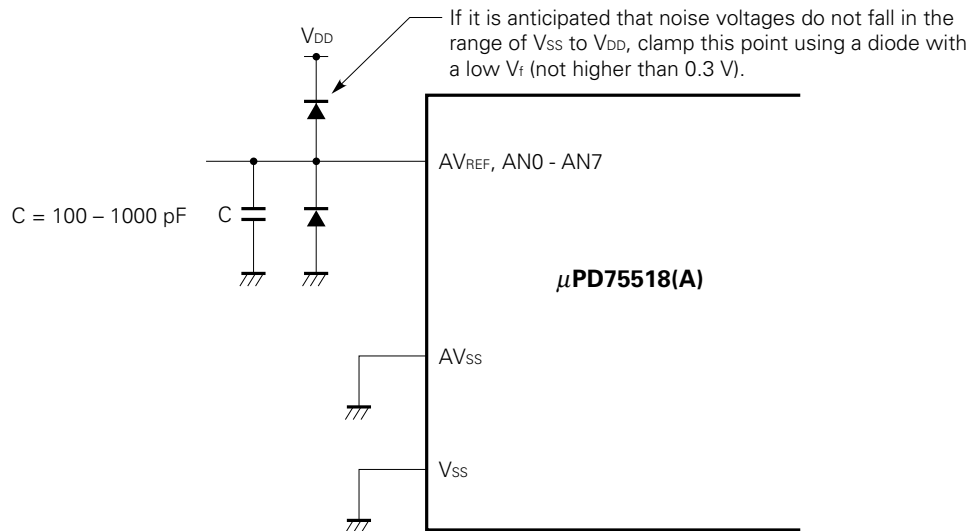 If it is anticipated that noise voltages do not fall in the
range of VSS to VDD, clamp this point using a diode with
a low Vf (not higher than 0.3 V).
VDD
AVREF, AN0 - AN7
C = 100 – 1000 pF
C
μPD75518(A)
AVSS
VSS